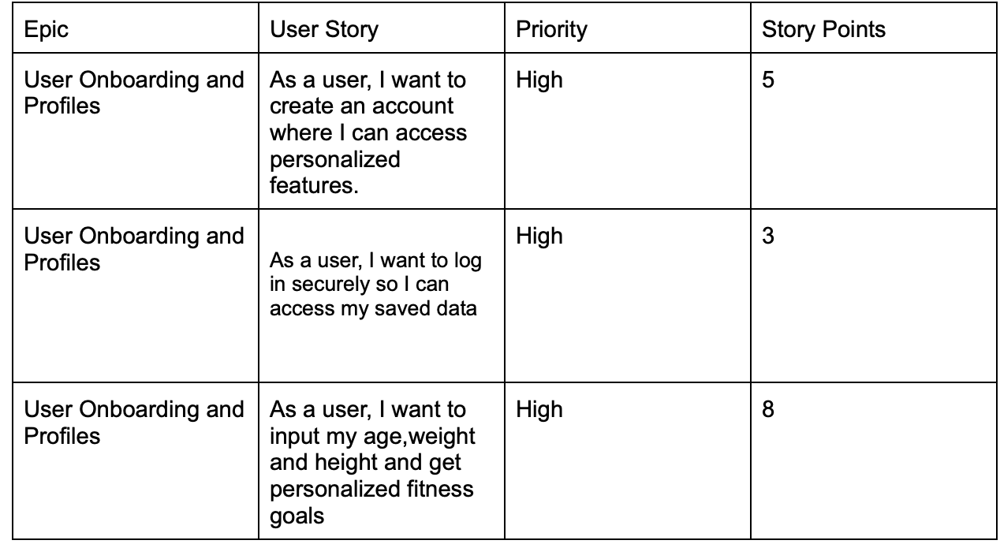 Epic
User Story
Priority
Story Points
User Onboarding and
Profiles
As a user, I want to
create an account
where I can access
personalized
features.
High
5
User Onboarding and
Profiles
As a user, I want to log
in securely so I can
access my saved data
High
3
User Onboarding and
Profiles
As a user, I want to
input my age,weight
and height and get
personalized fitness
goals
High
8